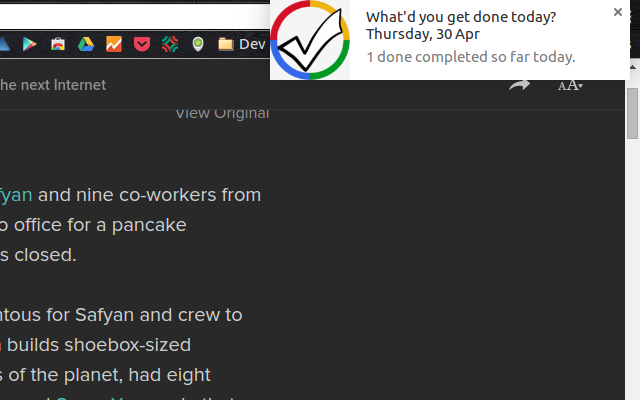 What'd you get done today?
Thursday, 30 Apr
1 done completed so far today.
Dev
he next Internet
AA
View Original
fyan and nine co-workers from
o office for a pancake
s closed.
ntous for Safyan and crew to
builds shoebox-sized
s of the planet, had eight